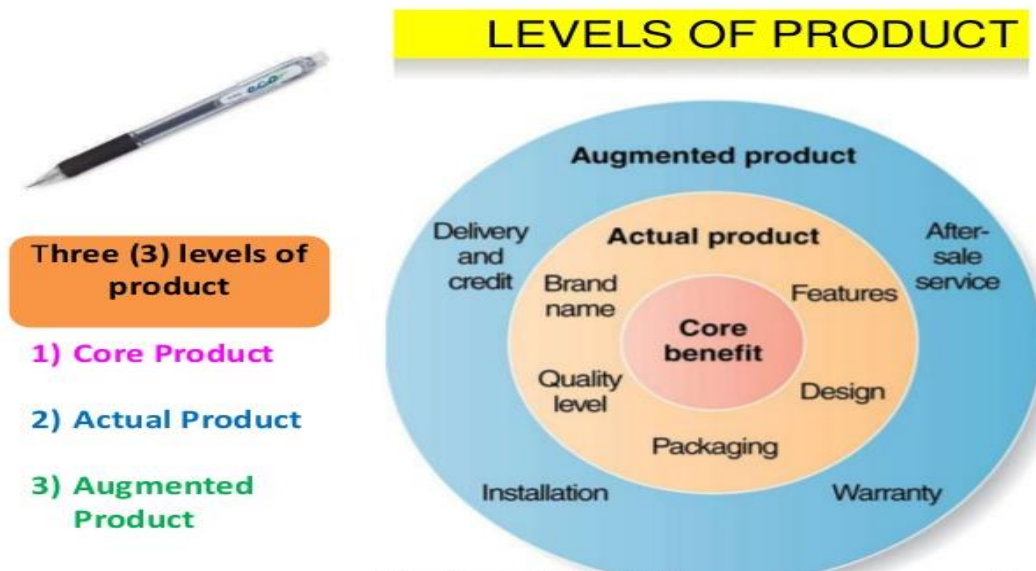 LEVELS OF PRODUCT
Three (3) levels of
product
1) Core Product
2) Actual Product
3) Augmented
Product
Augmented product
Delivery
and
credit
After-
sale
service
Actual product
Brand
name
Features
Core
benefit
Quality
level
Design
Packaging
Installation
Warranty